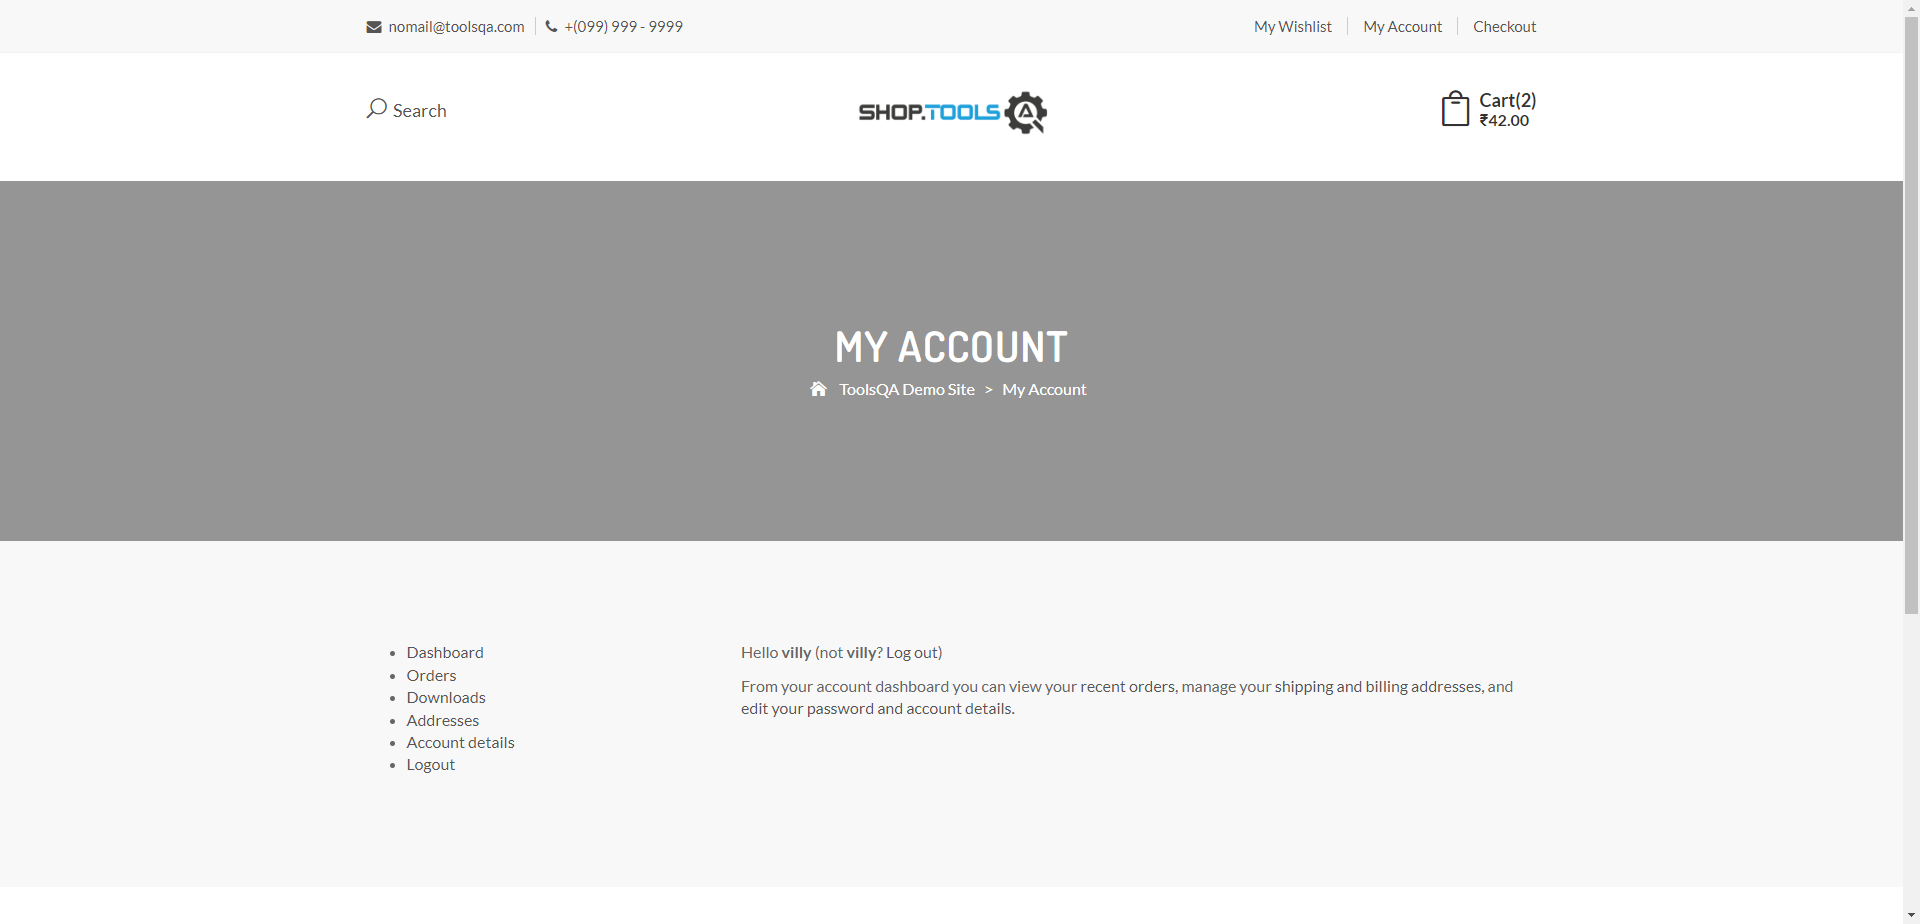 nomail@toolsqa.com
+(099) 999 - 9999
My Wishlist
My Account
Checkout
Search
SHOP.TOOLSQA
Cart(2)
₹42.00
MY ACCOUNT
ToolsQA Demo Site > My Account
Dashboard
Orders
Downloads
Addresses
Account details
Logout
Hello villy (not villy? Log out)
From your account dashboard you can view your recent orders, manage your shipping and billing addresses, and
edit your password and account details.